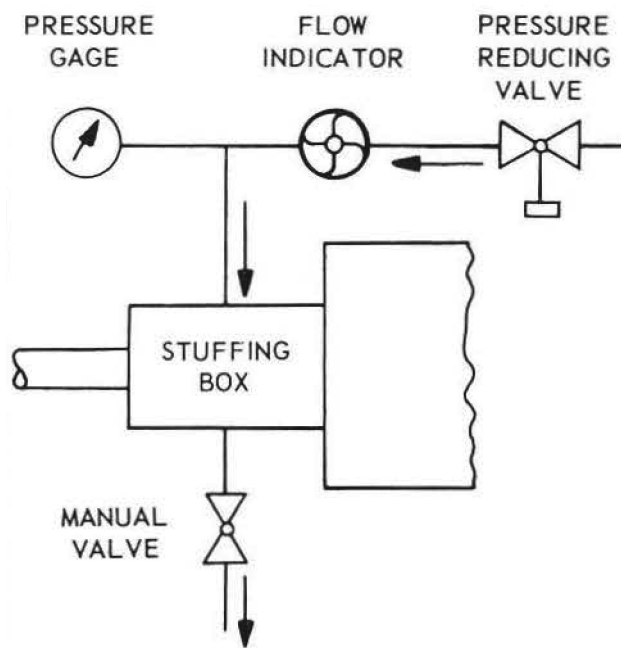 PRESSURE
GAGE
FLOW
INDICATOR
PRESSURE
REDUCING
VALVE
STUFFING
BOX
MANUAL
VALVE